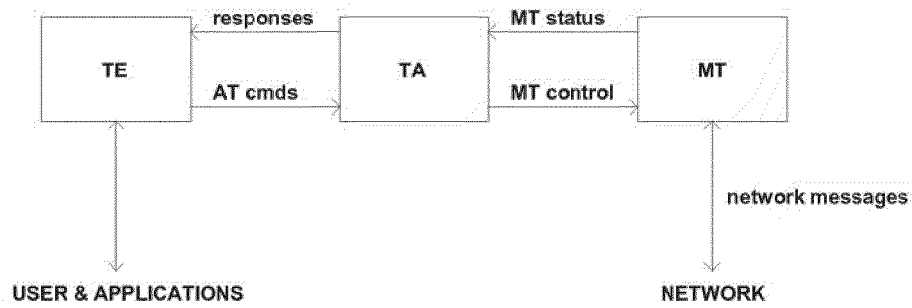 responses
MT status
TE
TA
MT
AT cmds
MT control
network messages
USER & APPLICATIONS
NETWORK